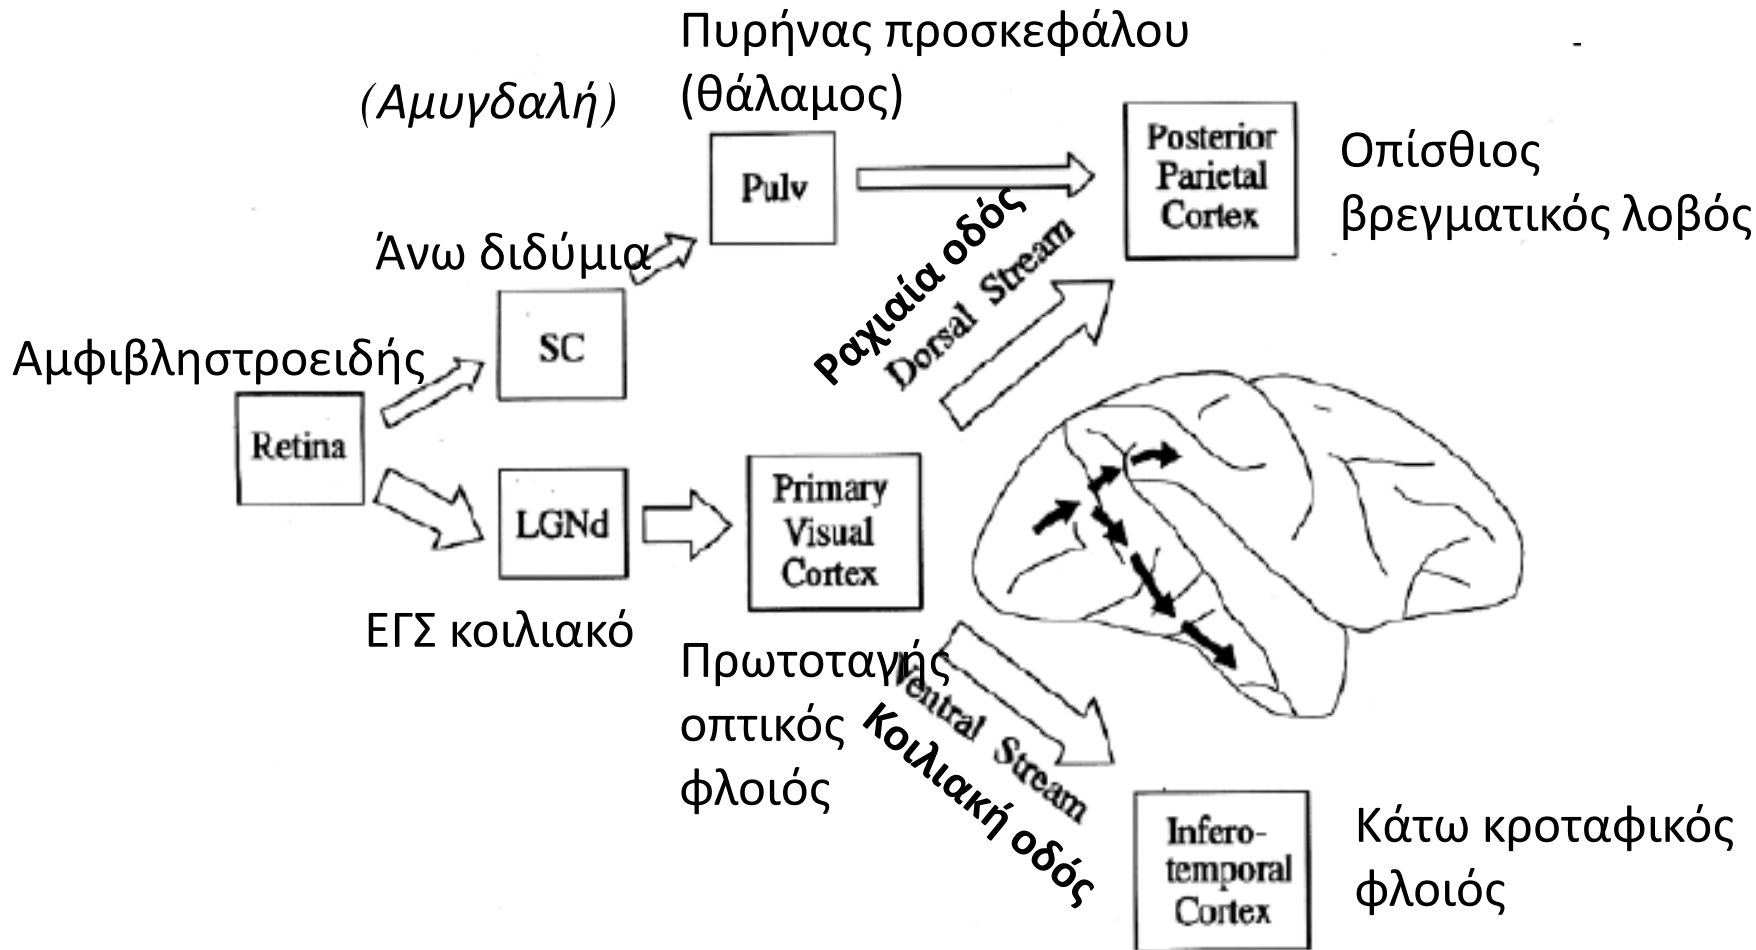 Πυρήνας προσκεφάλου
(θάλαμος)
(Αμυγδαλή)
Pulv
Posterior
Parietal
Cortex
Οπίσθιος
βρεγματικός λοβός
Άνω διδύμια
SC
Ραχιαία οδός
Dorsal Stream
Αμφιβληστροειδής
Retina
LGNd
ΕΓΣ κοιλιακό
Primary
Visual
Cortex
Πρωτοταγής
οπτικός
φλοιός
Ventral Stream
Κοιλιακή οδός
Infero-
temporal
Cortex
Κάτω κροταφικός
φλοιός